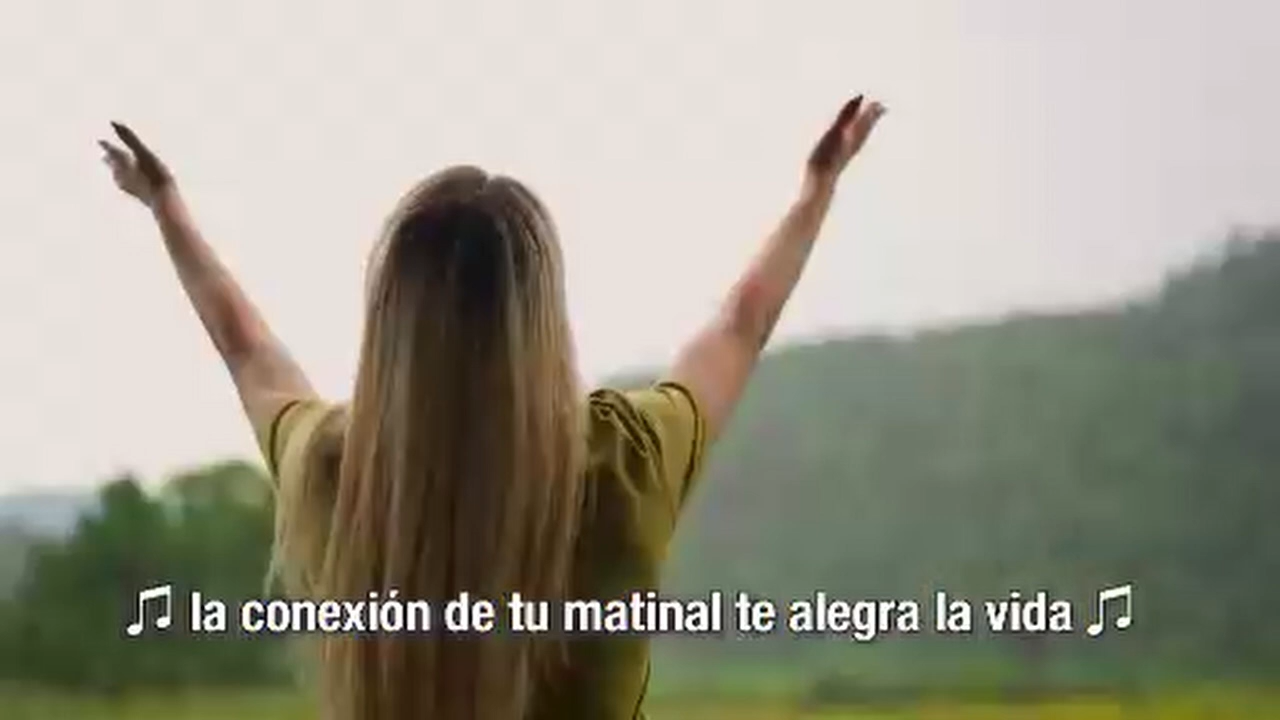 ♫ la conexión de tu matinal te alegra la vida ♫